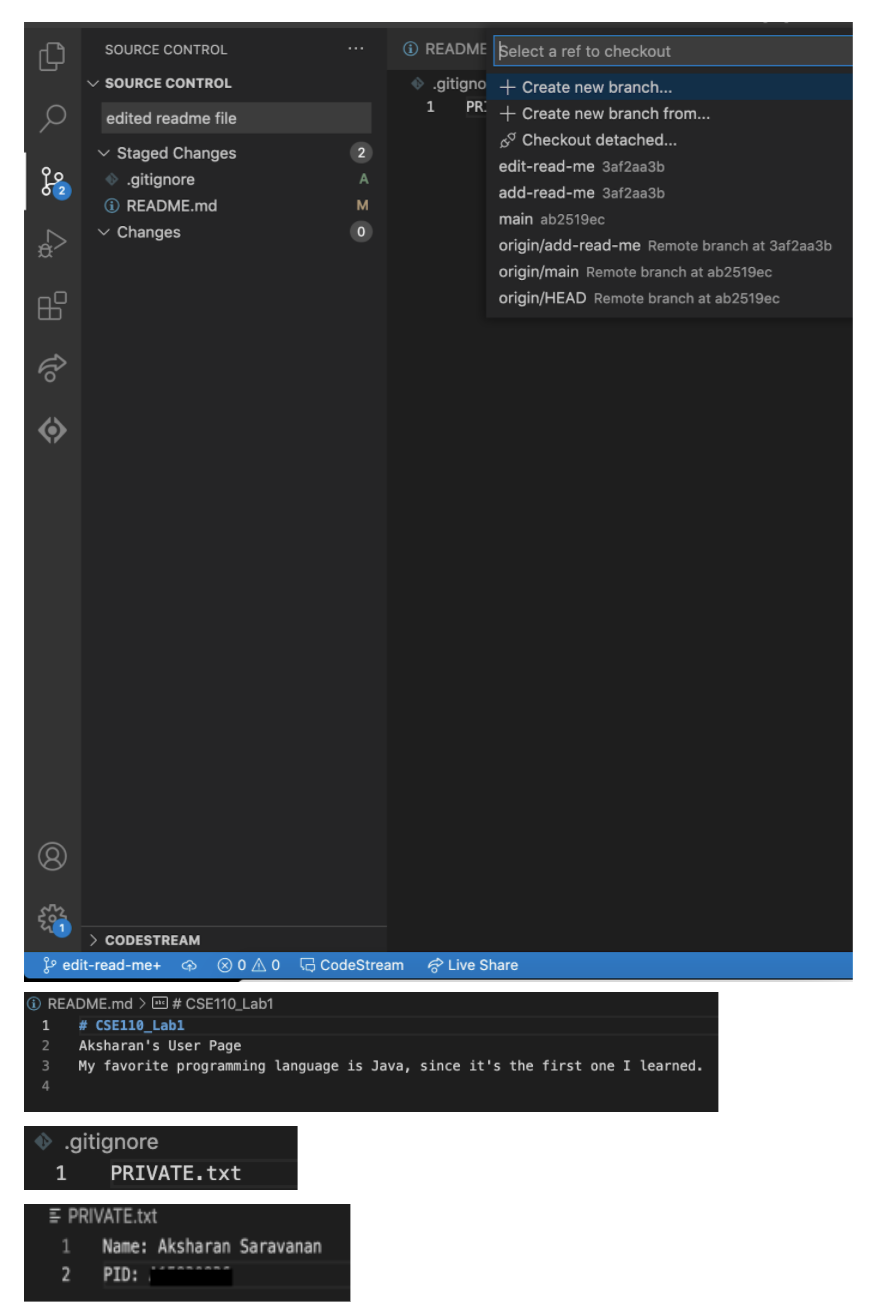 SOURCE CONTROL ···
SOURCE CONTROL
edited readme file
Staged Changes 2
.gitignore A
README.md M
Changes 0
2
1
CODESTREAM
README
.gitigno
1 PR
Select a ref to checkout
+ Create new branch...
+ Create new branch from...
Checkout detached...
edit-read-me 3af2aa3b
add-read-me 3af2aa3b
main ab2519ec
origin/add-read-me Remote branch at 3af2aa3b
origin/main Remote branch at ab2519ec
origin/HEAD Remote branch at ab2519ec
edit-read-me+ 0 0 CodeStream Live Share
README.md > # CSE110_Lab1
1 # CSE110_Lab1
2 Aksharan's User Page
3 My favorite programming language is Java, since it's the first one I learned.
4
.gitignore
1 PRIVATE.txt
PRIVATE.txt
1 Name: Aksharan Saravanan
2 PID: